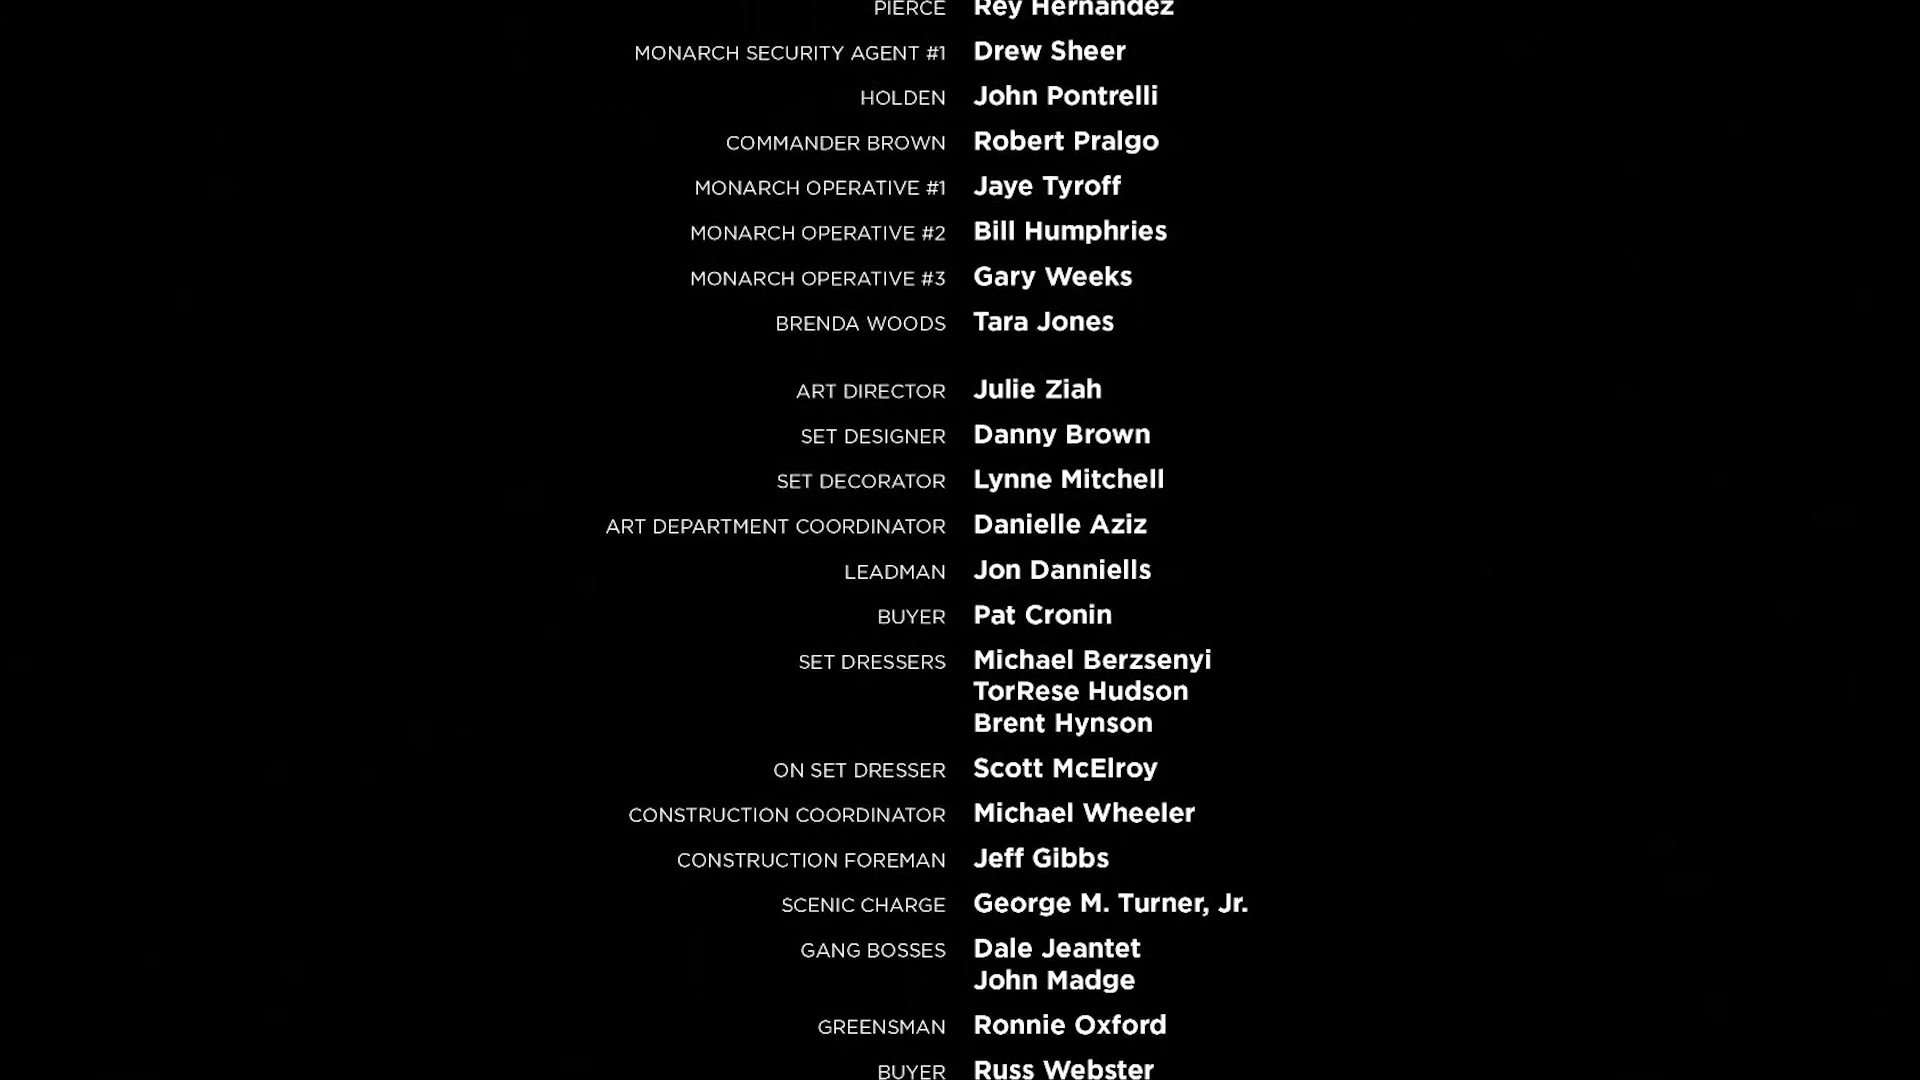 PIERCE Rey Hernandez
MONARCH SECURITY AGENT #1 Drew Sheer
HOLDEN John Pontrelli
COMMANDER BROWN Robert Pralgo
MONARCH OPERATIVE #1 Jaye Tyroff
MONARCH OPERATIVE #2 Bill Humphries
MONARCH OPERATIVE #3 Gary Weeks
BRENDA WOODS Tara Jones
ART DIRECTOR Julie Ziah
SET DESIGNER Danny Brown
SET DECORATOR Lynne Mitchell
ART DEPARTMENT COORDINATOR Danielle Aziz
LEADMAN Jon Danniells
BUYER Pat Cronin
SET DRESSERS Michael Berzsenyi
TorRese Hudson
Brent Hynson
ON SET DRESSER Scott McElroy
CONSTRUCTION COORDINATOR Michael Wheeler
CONSTRUCTION FOREMAN Jeff Gibbs
SCENIC CHARGE George M. Turner, Jr.
GANG BOSSES Dale Jeantet
John Madge
GREENSMAN Ronnie Oxford
BUYER Russ Webster